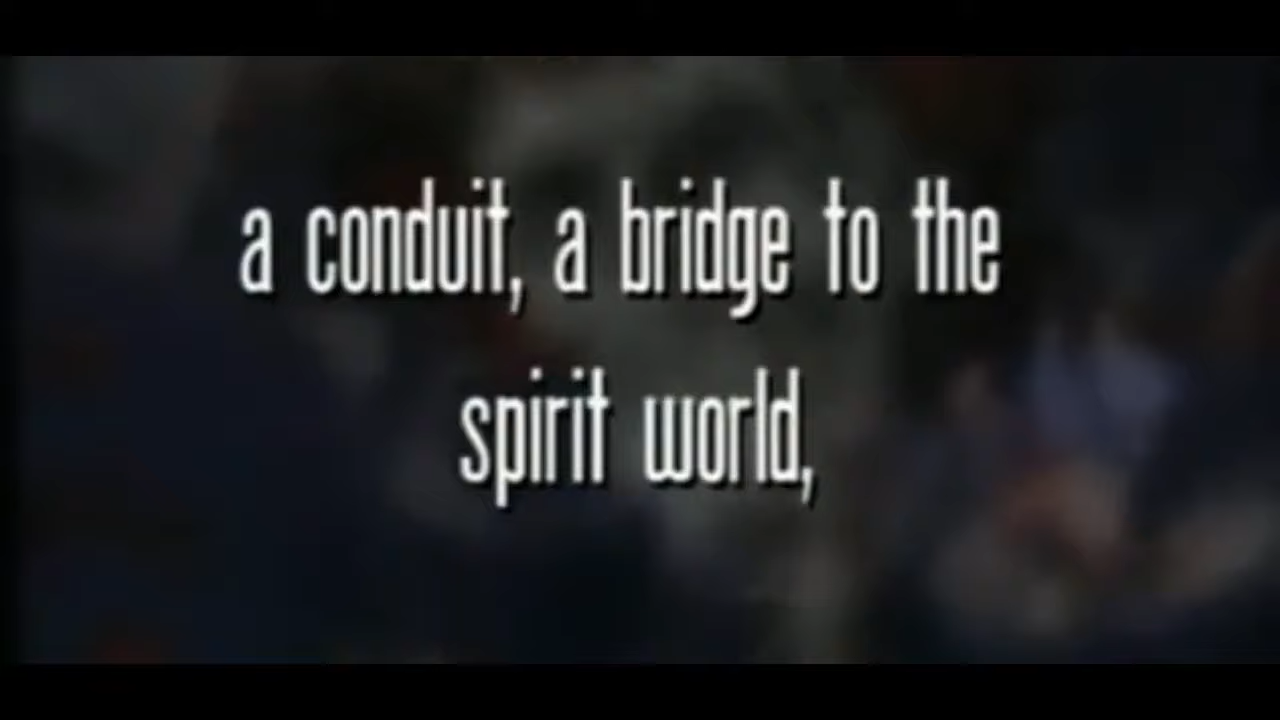 a conduit, a bridge to the
spirit world,